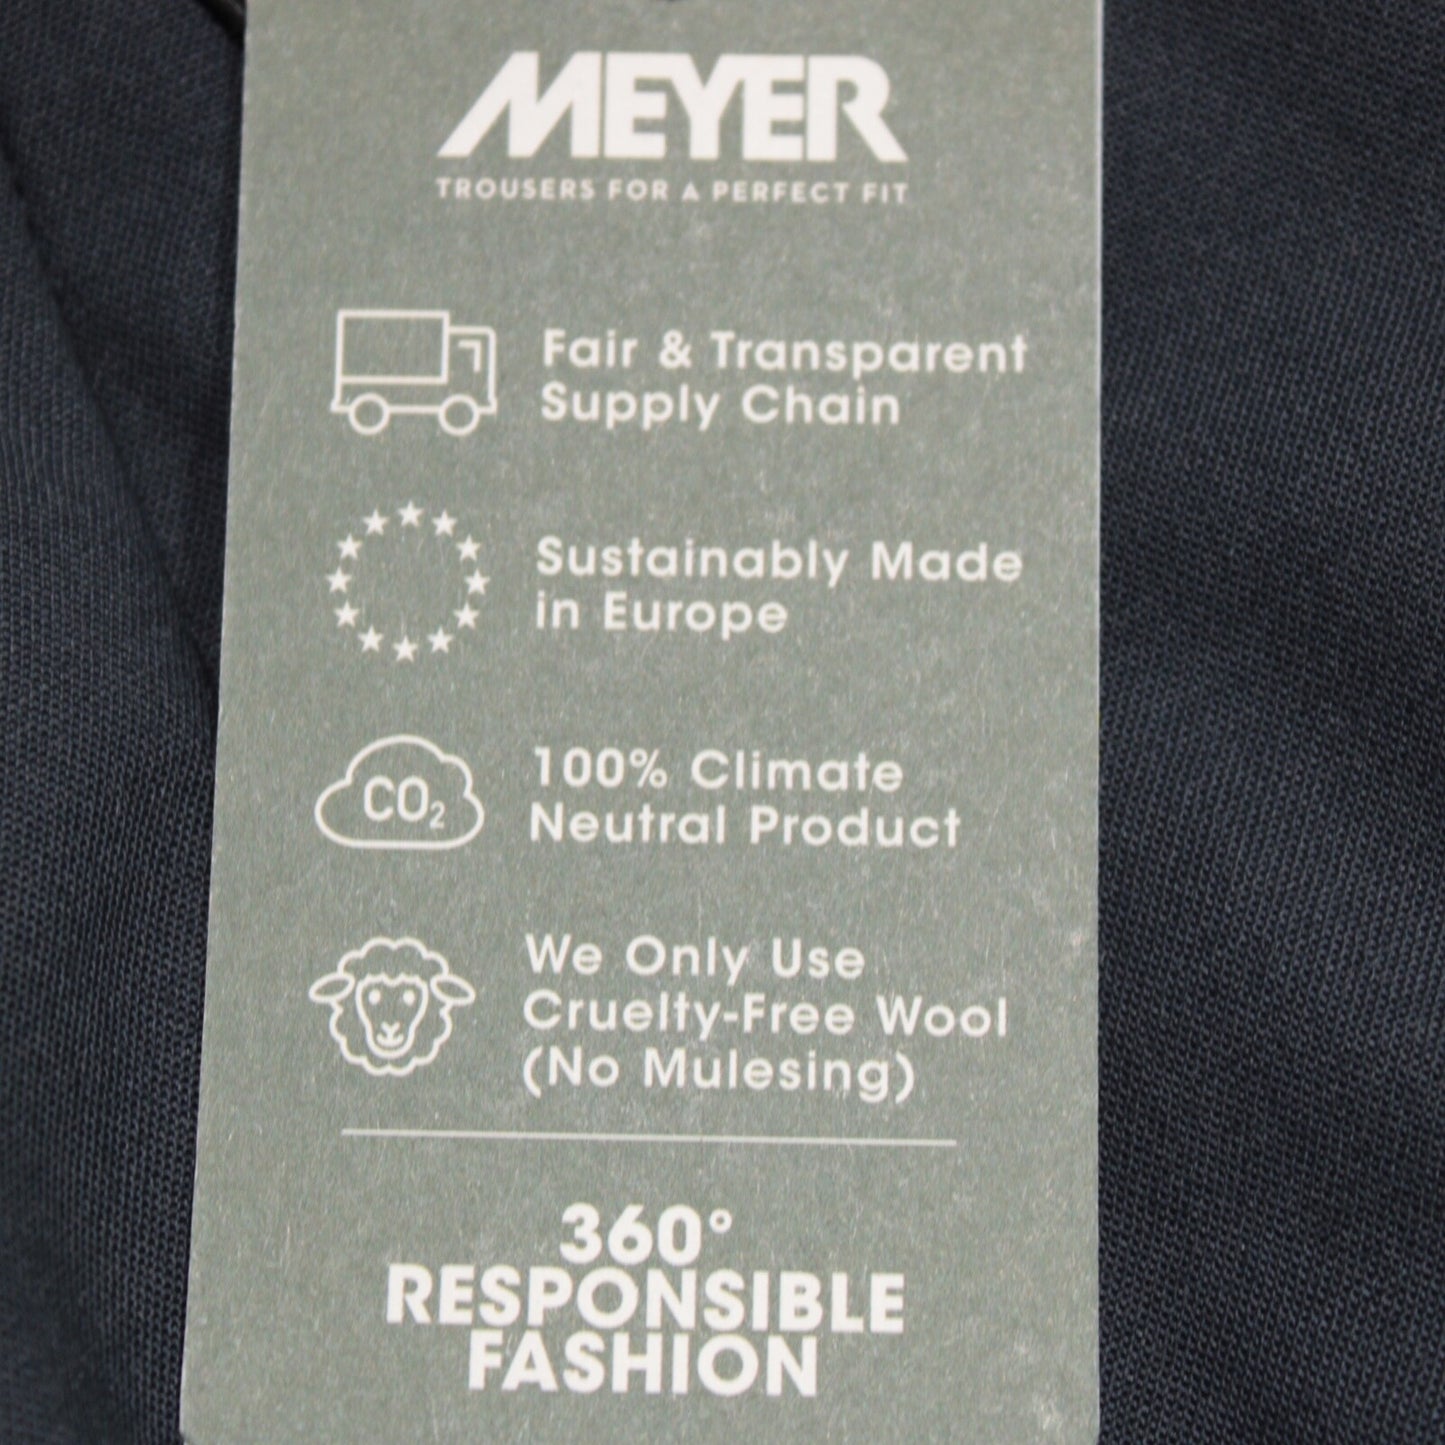 MEYER
TROUSERS FOR A PERFECT FIT
Fair & Transparent
Supply Chain
Sustainably Made
in Europe
CO₂
100% Climate
Neutral Product
We Only Use
Cruelty-Free Wool
(No Mulesing)
360°
RESPONSIBLE
FASHION